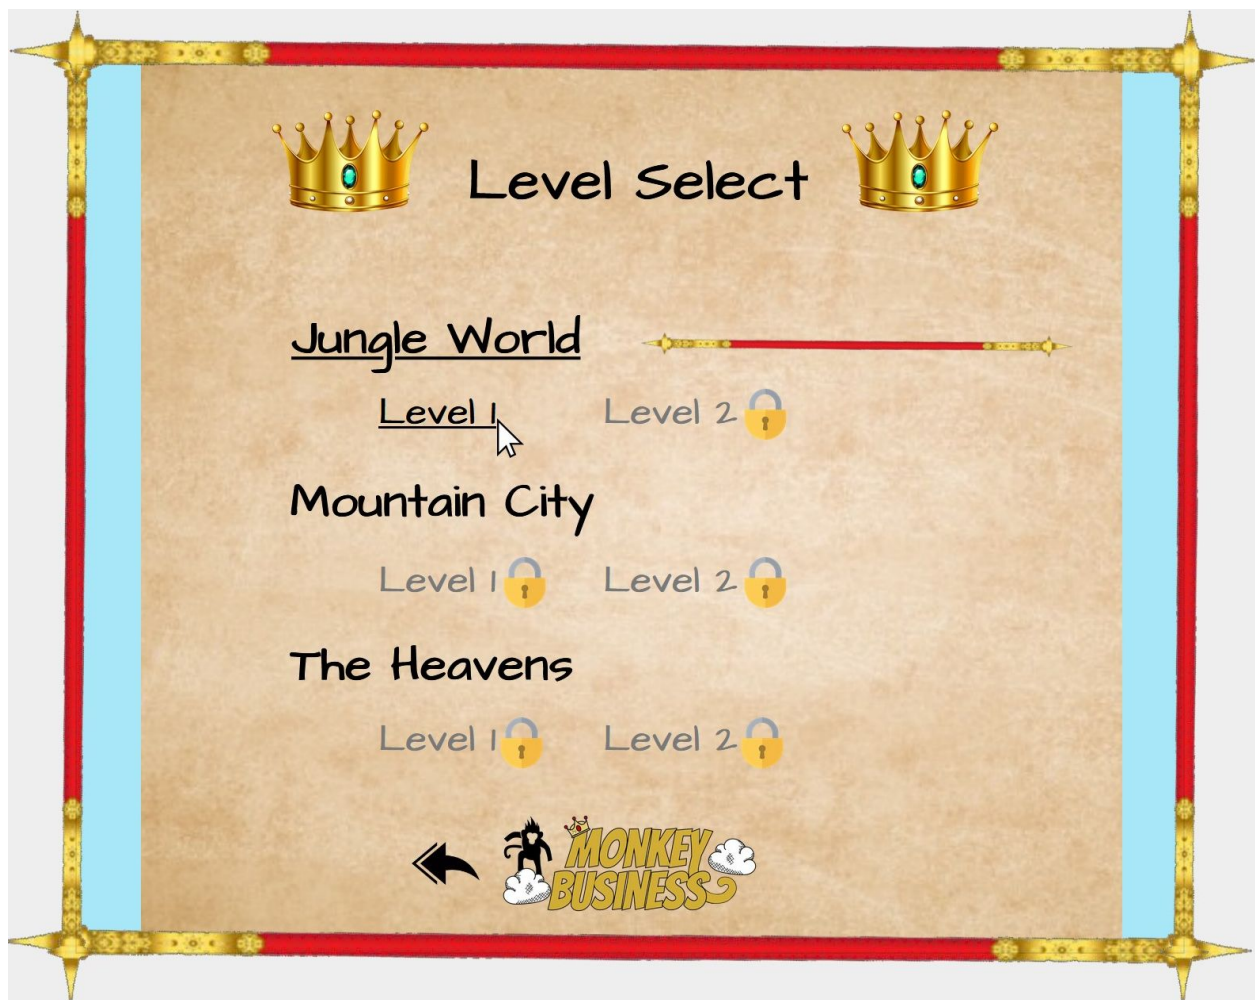 Level Select
Jungle World
Level 1 Level 2
Mountain City
Level 1 Level 2
The Heavens
Level 1 Level 2
MONKEY
BUSINESS